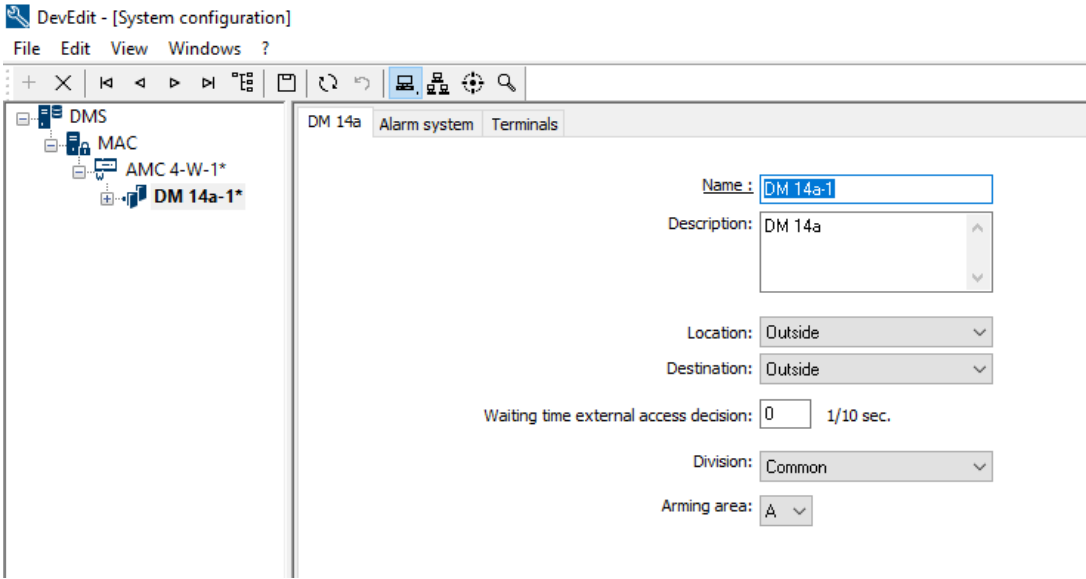 DevEdit - [System configuration]
File Edit View Windows ?
DMS
MAC
AMC 4-W-1*
DM 14a-1*
DM 14a Alarm system Terminals
Name : DM 14a-1
Description: DM 14a
Location: Outside
Destination: Outside
Waiting time external access decision: 0 1/10 sec.
Division: Common
Arming area: A